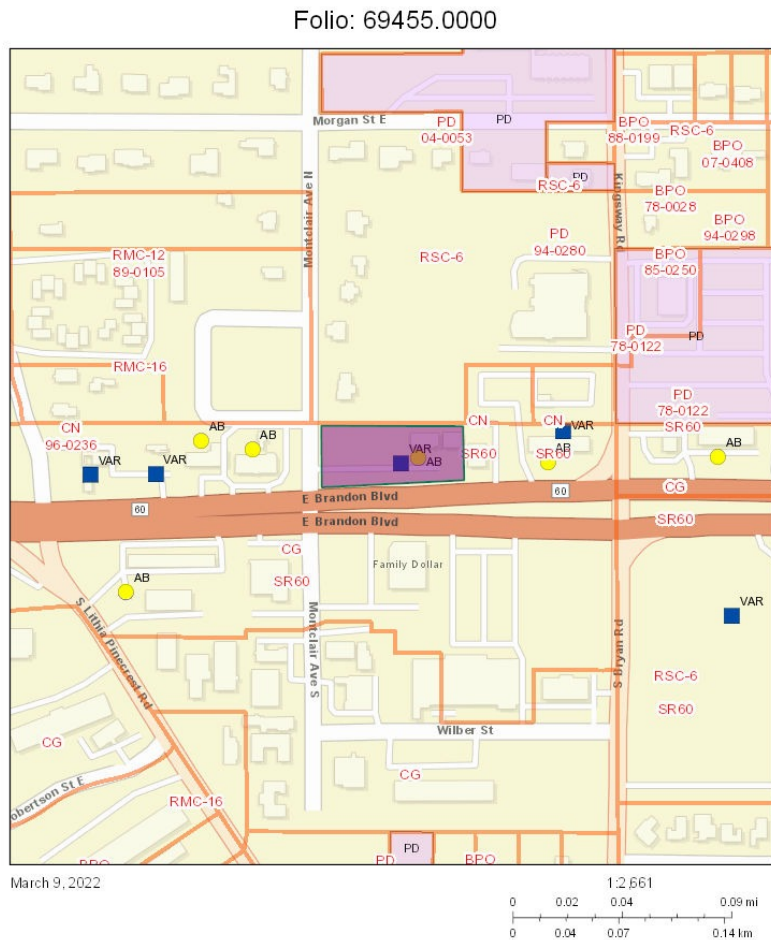 Folio: 69455.0000
Morgan St E
PD
04-0053
PD
BPO
88-0199
RSC-6
BPO
07-0408
RSC-6
PD
Kingsway Rd
BPO
78-0028
Montclair Ave N
PD
94-0280
BPO
94-0298
RMC-12
89-0105
RSC-6
BPO
85-0250
PD
78-0122
PD
RMC-16
PD
78-0122
CN
96-0236
AB
AB
CN
CN
VAR
SR60
VAR
VAR
VAR
AB
SR60
AB
SR60
AB
E Brandon Blvd
60
60
CG
E Brandon Blvd
SR60
CG
SR60
Family Dollar
AB
S Lithia Pinecrest Rd
Montclair Ave S
S Bryan Rd
VAR
RSC-6
SR60
Wilber St
CG
CG
obertson St E
RMC-16
BPO
PD
PD
BPO
March 9, 2022
1:2,661
0 0.02 0.04 0.09 mi
0 0.04 0.07 0.14 km